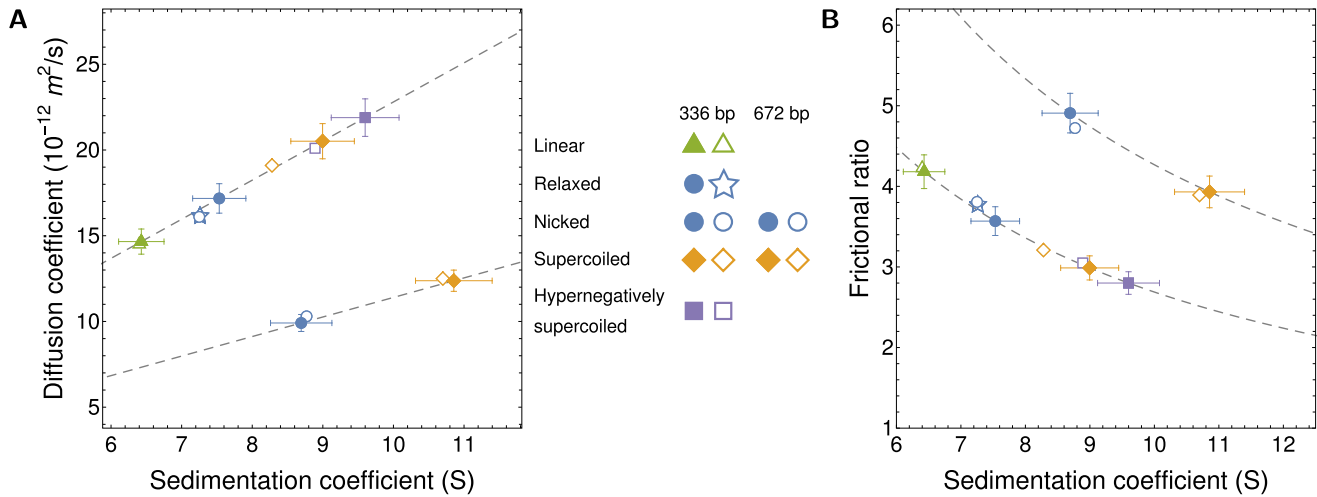 A
Diffusion coefficient (10⁻¹² m²/s)
25
20
15
10
5
6 7 8 9 10 11
Sedimentation coefficient (S)
336 bp 672 bp
Linear
Relaxed
Nicked
Supercoiled
Hypernegatively
supercoiled
B
Frictional ratio
6
5
4
3
2
1
6 7 8 9 10 11 12
Sedimentation coefficient (S)